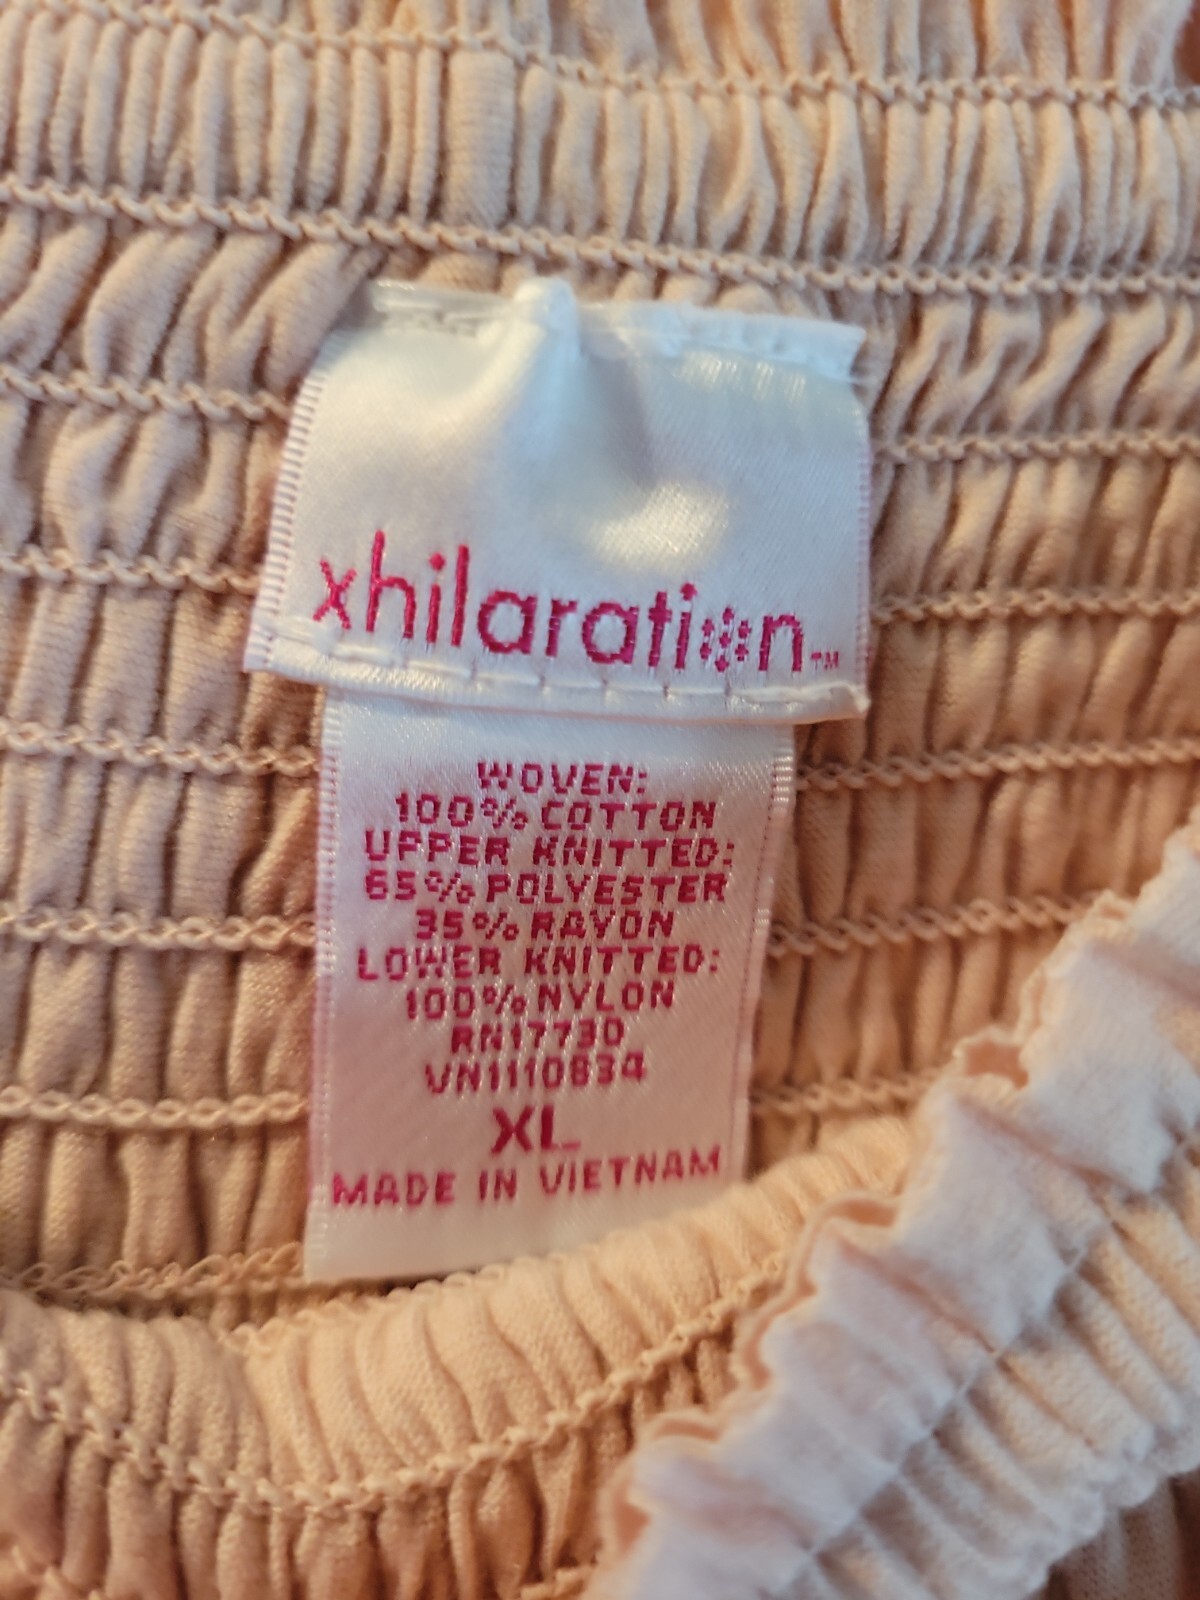 xhilaration™
WOVEN:
100% COTTON
UPPER KNITTED:
65% POLYESTER
35% RAYON
LOWER KNITTED:
100% NYLON
RN17730
VN1110834
XL
MADE IN VIETNAM